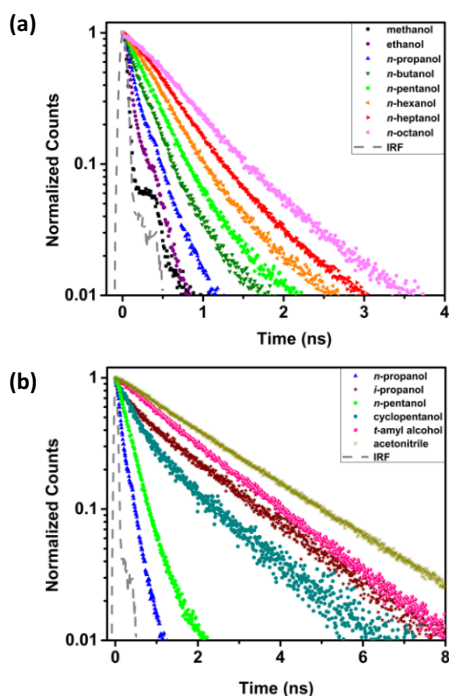 (a)
Normalized Counts
1
0.1
0.01
methanol
ethanol
n-propanol
n-butanol
n-pentanol
n-hexanol
n-heptanol
n-octanol
IRF
0 1 2 3 4
Time (ns)
(b)
Normalized Counts
1
0.1
0.01
n-propanol
i-propanol
n-pentanol
cyclopentanol
t-amyl alcohol
acetonitrile
IRF
0 2 4 6 8
Time (ns)